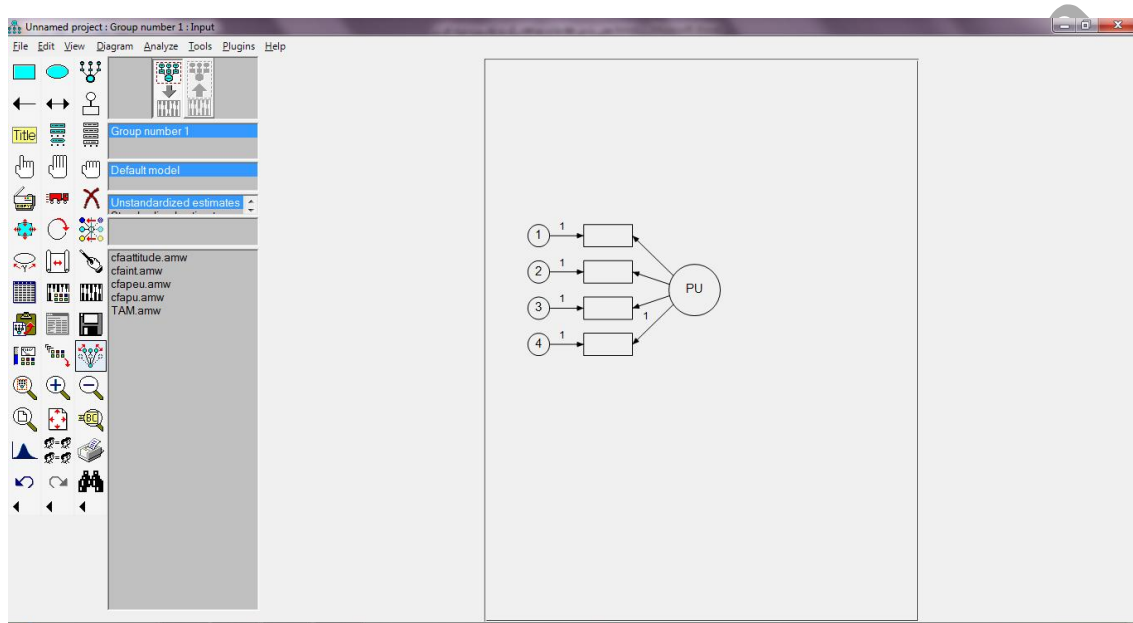 Unnamed project : Group number 1 : Input
File Edit View Diagram Analyze Tools Plugins Help
Title
Group number 1
Default model
Unstandardized estimates
cfaattitude.amw
cfaint.amw
cfapeu.amw
cfapu.amw
TAM.amw
1 1
2 1
PU
3 1
1
4 1